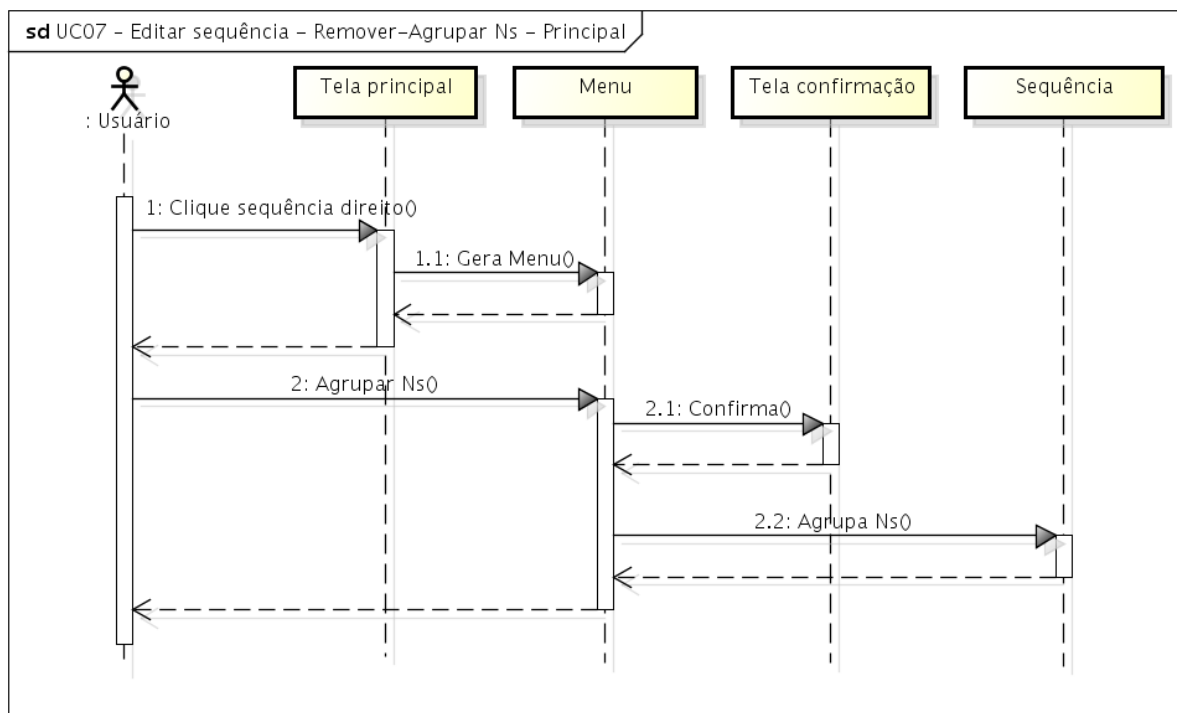 sd UC07 – Editar sequência – Remover–Agrupar Ns – Principal
: Usuário
Tela principal
Menu
Tela confirmação
Sequência
1: Clique sequência direito()
1.1: Gera Menu()
2: Agrupar Ns()
2.1: Confirma()
2.2: Agrupa Ns()